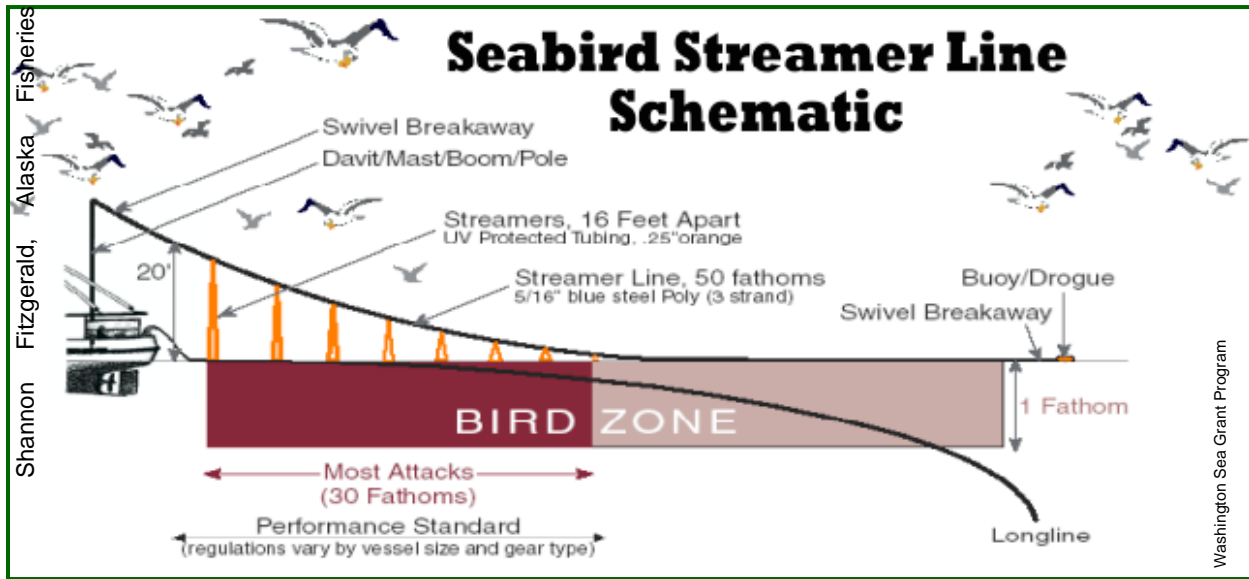 Seabird Streamer Line
Schematic
Shannon Fitzgerald, Alaska Fisheries
Swivel Breakaway
Davit/Mast/Boom/Pole
Streamers, 16 Feet Apart
UV Protected Tubing, .25"orange
20'
Streamer Line, 50 fathoms
5/16" blue steel Poly (3 strand)
Buoy/Drogue
Swivel Breakaway
1 Fathom
BIRD ZONE
Most Attacks
(30 Fathoms)
Performance Standard
(regulations vary by vessel size and gear type)
Longline
Washington Sea Grant Program